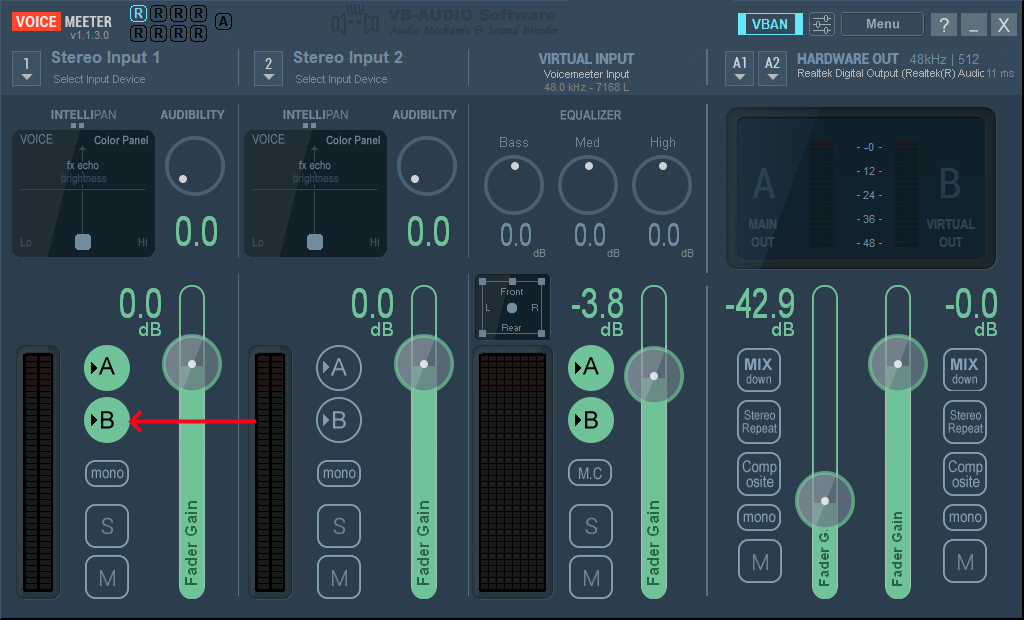 VOICE MEETER
v1.1.3.0
R R R R A
R R R R
VB-AUDIO Software
Audio Mechanic & Sound Breeder
VBAN
Menu
? _ X
1 Stereo Input 1
Select Input Device
2 Stereo Input 2
Select Input Device
VIRTUAL INPUT
Voicemeeter Input
48.0 kHz - 7168 L
A1 A2 HARDWARE OUT 48kHz | 512
Realtek Digital Output (Realtek(R) Audic 11 ms
INTELLIPAN AUDIBILITY
VOICE Color Panel
fx echo
brightness
Lo Hi
0.0
INTELLIPAN AUDIBILITY
VOICE Color Panel
fx echo
brightness
Lo Hi
0.0
EQUALIZER
Bass Med High
0.0 0.0 0.0
dB dB dB
A B
MAIN OUT
VIRTUAL OUT
- -0 -
- -12 -
- -24 -
- -36 -
- -48 -
0.0
dB
A
B
mono
S
M
Fader Gain
0.0
dB
A
B
mono
S
M
Fader Gain
Front
L R
Rear
-3.8
dB
A
B
M.C
S
M
Fader Gain
-42.9
dB
MIX
down
Stereo
Repeat
Comp
osite
mono
M
Fader G
-0.0
dB
MIX
down
Stereo
Repeat
Comp
osite
mono
M
Fader Gain